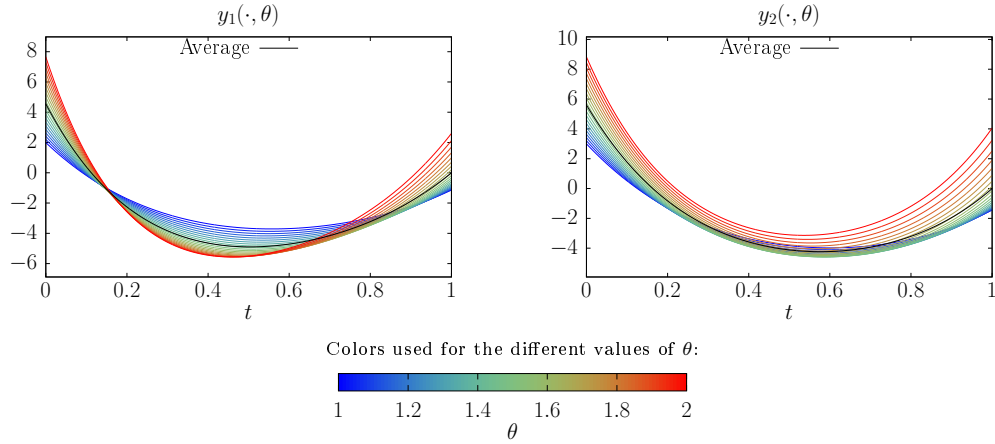 y₁(·, θ)
Average
8
6
4
2
0
−2
−4
−6
0 0.2 0.4 0.6 0.8 1
t
y₂(·, θ)
Average
10
8
6
4
2
0
−2
−4
0 0.2 0.4 0.6 0.8 1
t
Colors used for the different values of θ:
1 1.2 1.4 1.6 1.8 2
θ